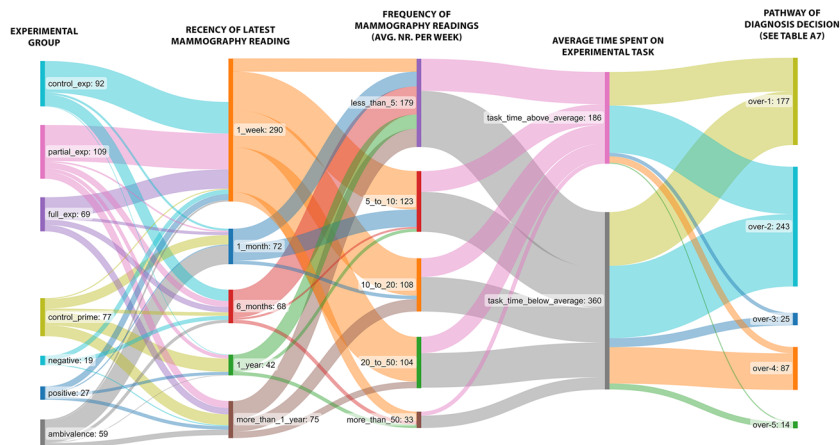 EXPERIMENTAL
GROUP
RECENCY OF LATEST
MAMMOGRAPHY READING
FREQUENCY OF
MAMMOGRAPHY READINGS
(AVG. NR. PER WEEK)
AVERAGE TIME SPENT ON
EXPERIMENTAL TASK
PATHWAY OF
DIAGNOSIS DECISION
(SEE TABLE A7)
control_exp: 92
partial_exp: 109
full_exp: 69
control_prime: 77
negative: 19
positive: 27
ambivalence: 59
1_week: 290
1_month: 72
6_months: 68
1_year: 42
more_than_1_year: 75
less_than_5: 179
5_to_10: 123
10_to_20: 108
20_to_50: 104
more_than_50: 33
task_time_above_average: 186
task_time_below_average: 360
over-1: 177
over-2: 243
over-3: 25
over-4: 87
over-5: 14